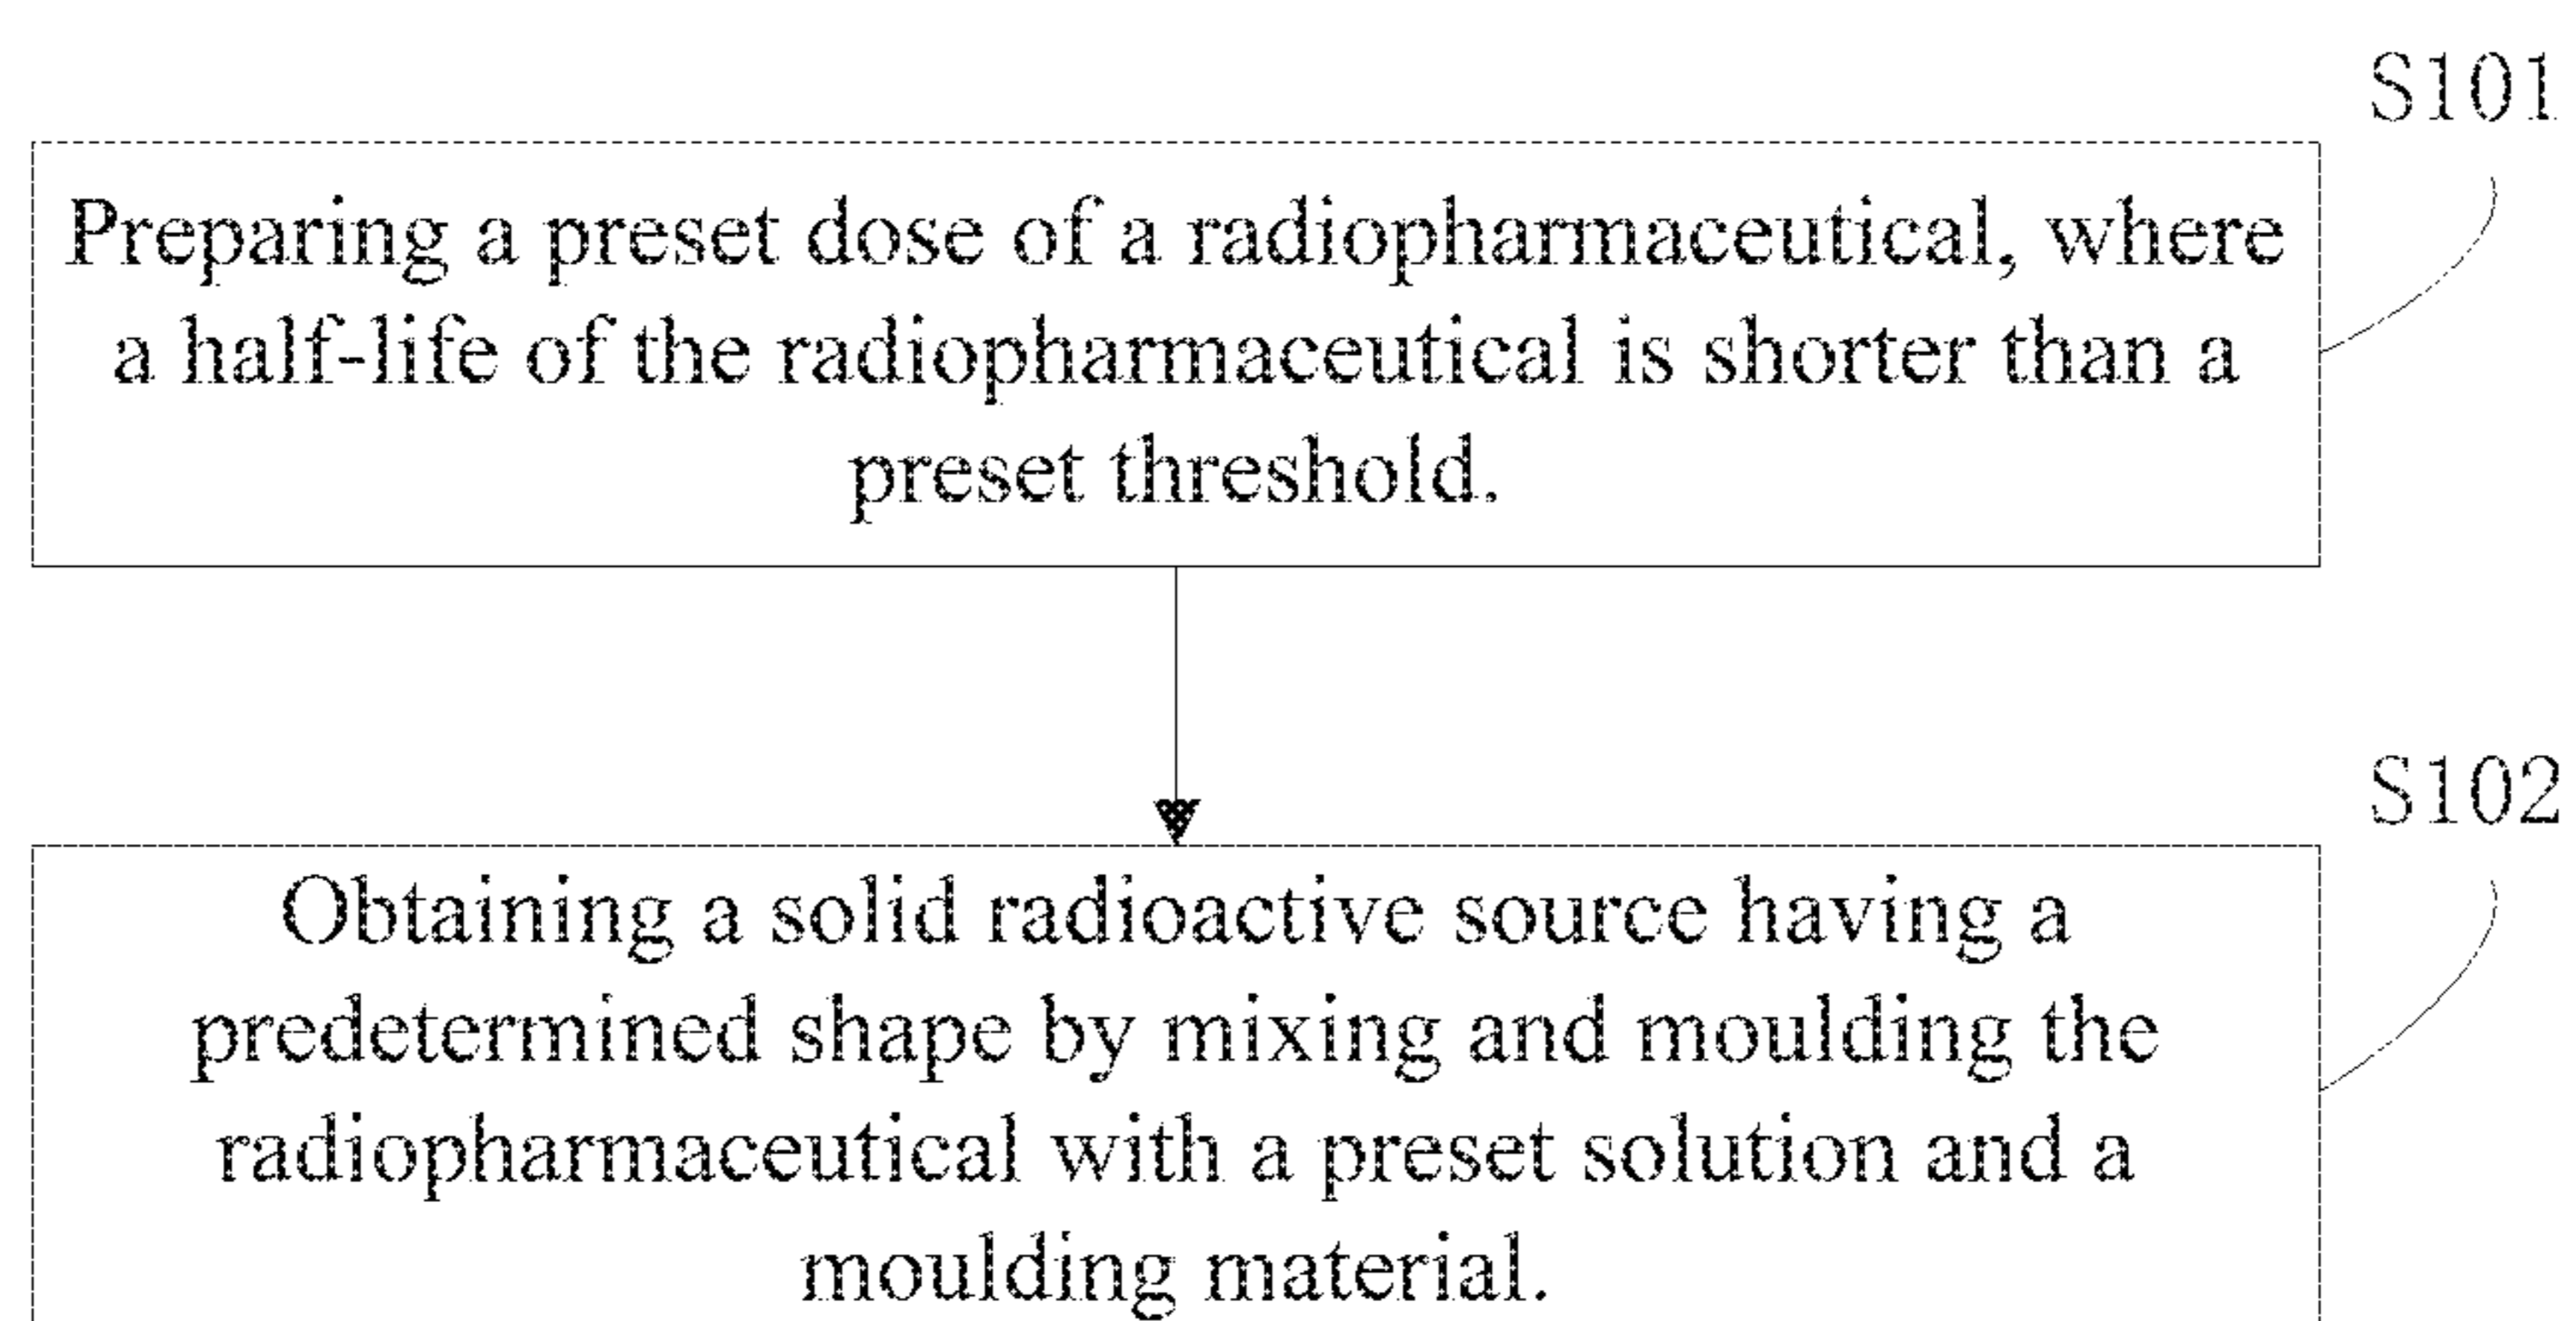 S101
Preparing a preset dose of a radiopharmaceutical, where
a half-life of the radiopharmaceutical is shorter than a
preset threshold.
S102
Obtaining a solid radioactive source having a
predetermined shape by mixing and moulding the
radiopharmaceutical with a preset solution and a
moulding material.